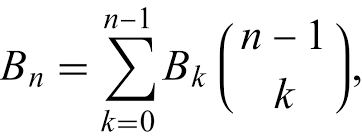 $B_n = \sum_{k=0}^{n-1} B_k \binom{n-1}{k},$